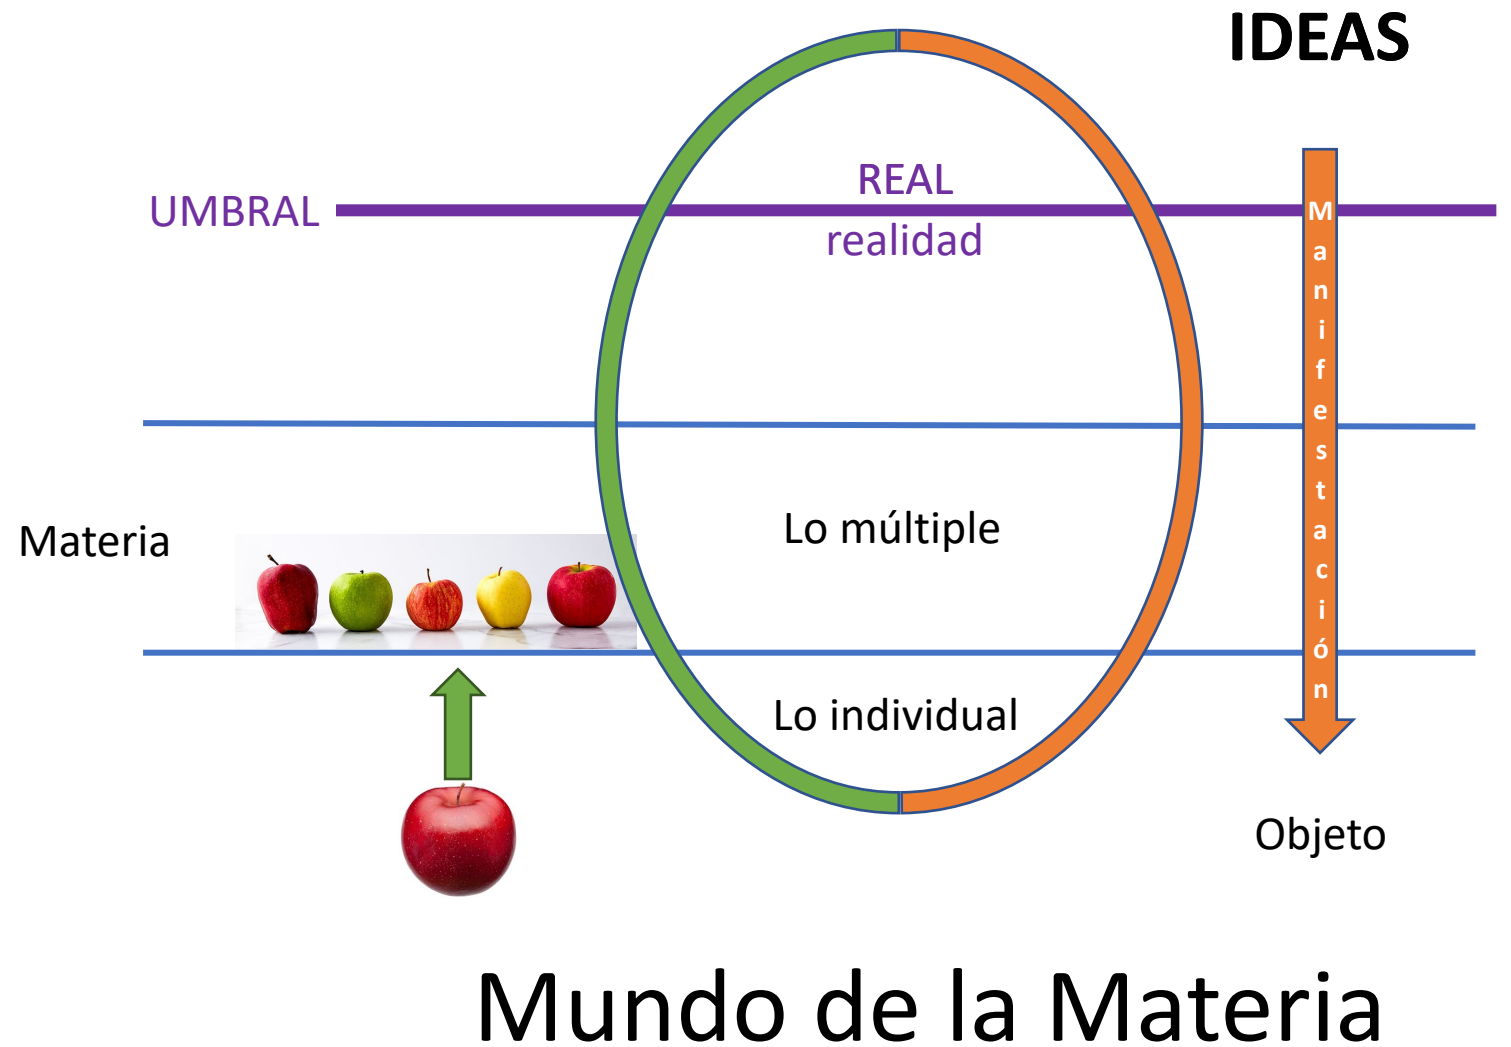 IDEAS
REAL
UMBRAL
realidad
Manifestación
Lo múltiple
Materia
Lo individual
Objeto
Mundo de la Materia